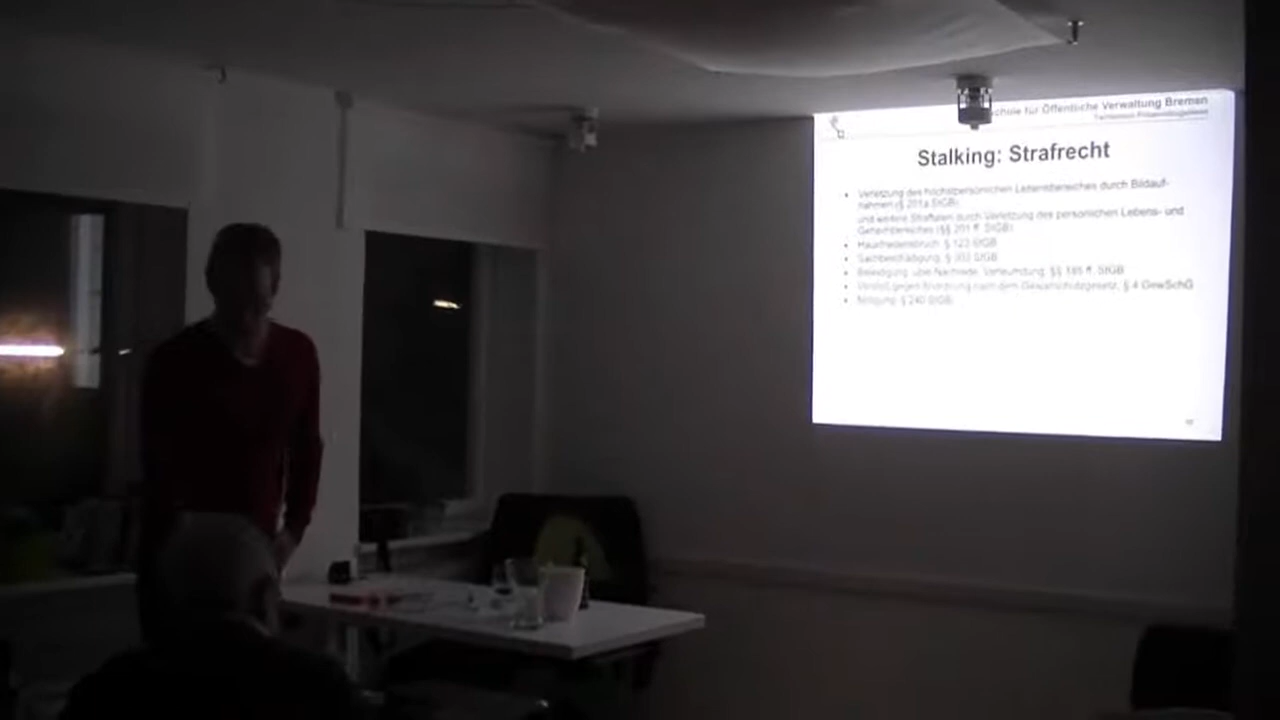 schule für Öffentliche Verwaltung Bremen
Stalking: Strafrecht
Verletzung des höchstpersönlichen Lebensbereiches durch Bildauf-
nahmen (§ 201a StGB)
und weitere Straftaten durch Verletzung des persönlichen Lebens- und
Geheimbereiches (§§ 201 ff. StGB)
Hausfriedensbruch, § 123 StGB
Sachbeschädigung, § 303 StGB
Beleidigung, üble Nachrede, Verleumdung, §§ 185 ff. StGB
Verstoß gegen Anordnung nach dem Gewaltschutzgesetz, § 4 GewSchG
Nötigung, § 240 StGB